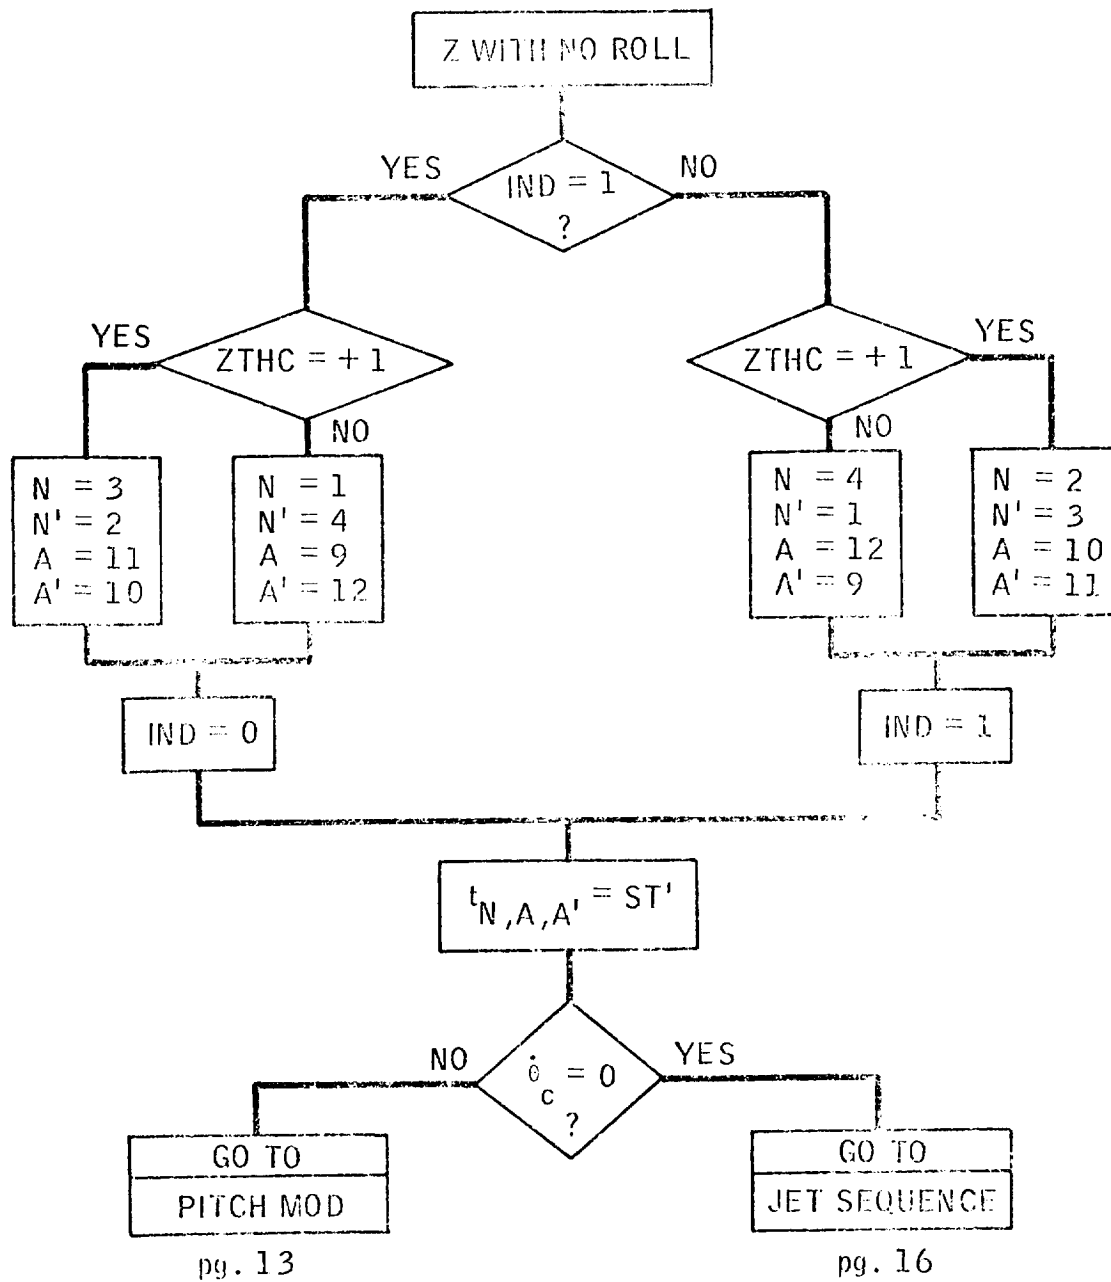 Z WITH NO ROLL
YES
IND = 1
?
NO
YES
ZTHC = + 1
NO
ZTHC = + 1
YES
NO
N = 3
N' = 2
A = 11
A' = 10
N = 1
N' = 4
A = 9
A' = 12
N = 4
N' = 1
A = 12
A' = 9
N = 2
N' = 3
A = 10
A' = 11
IND = 0
IND = 1
t_N,A,A' = ST'
NO
θ̇_c = 0
?
YES
GO TO
PITCH MOD
pg. 13
GO TO
JET SEQUENCE
pg. 16